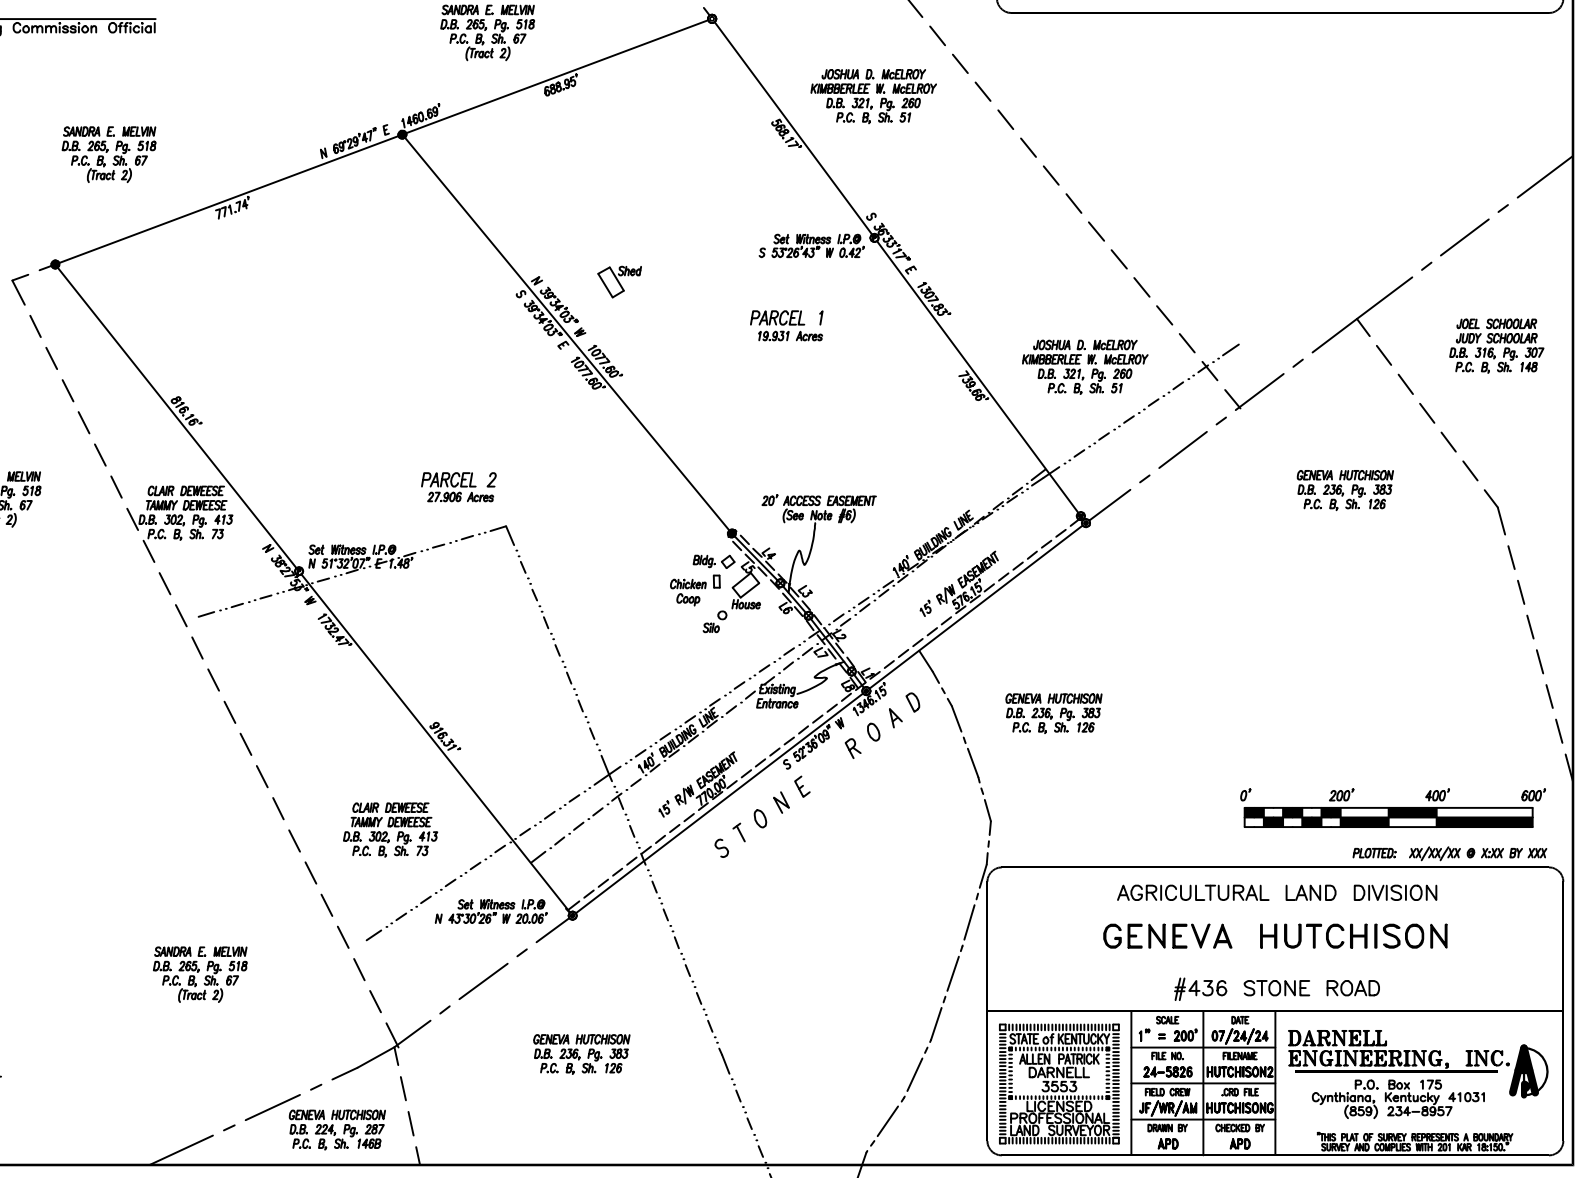 Commission Official
SANDRA E. MELVIN
D.B. 265, Pg. 518
P.C. B, Sh. 67
(Tract 2)
SANDRA E. MELVIN
D.B. 265, Pg. 518
P.C. B, Sh. 67
(Tract 2)
N 69°29'47" E 1460.69'
688.95'
771.74'
JOSHUA D. McELROY
KIMBBERLEE W. McELROY
D.B. 321, Pg. 260
P.C. B, Sh. 51
568.17'
Set Witness I.P.@
S 53°26'43" W 0.42'
S 36°33'17" E 1307.83'
739.66'
Shed
N 39°34'03" W 1077.60'
S 39°34'03" E 1077.60'
PARCEL 1
19.931 Acres
JOSHUA D. McELROY
KIMBBERLEE W. McELROY
D.B. 321, Pg. 260
P.C. B, Sh. 51
JOEL SCHOOLAR
JUDY SCHOOLAR
D.B. 316, Pg. 307
P.C. B, Sh. 148
816.16'
MELVIN
Pg. 518
Sh. 67
2)
CLAIR DEWEESE
TAMMY DEWEESE
D.B. 302, Pg. 413
P.C. B, Sh. 73
PARCEL 2
27.906 Acres
GENEVA HUTCHISON
D.B. 236, Pg. 383
P.C. B, Sh. 126
20' ACCESS EASEMENT
(See Note #6)
Set Witness I.P.@
N 51°32'07" E 1.48'
N 38°27'53" W 1732.47'
916.31'
Bldg.
Chicken
Coop
House
Silo
L4
L5
L3
L6
L2
L7
L1
L8
140' BUILDING LINE
15' R/W EASEMENT
576.15'
Existing
Entrance
140' BUILDING LINE
15' R/W EASEMENT
770.00'
S 52°36'09" W 1346.15'
STONE ROAD
GENEVA HUTCHISON
D.B. 236, Pg. 383
P.C. B, Sh. 126
CLAIR DEWEESE
TAMMY DEWEESE
D.B. 302, Pg. 413
P.C. B, Sh. 73
Set Witness I.P.@
N 43°30'26" W 20.06'
SANDRA E. MELVIN
D.B. 265, Pg. 518
P.C. B, Sh. 67
(Tract 2)
GENEVA HUTCHISON
D.B. 236, Pg. 383
P.C. B, Sh. 126
GENEVA HUTCHISON
D.B. 224, Pg. 287
P.C. B, Sh. 146B
0' 200' 400' 600'
PLOTTED: XX/XX/XX @ X:XX BY XXX
AGRICULTURAL LAND DIVISION
GENEVA HUTCHISON
#436 STONE ROAD
STATE of KENTUCKY
ALLEN PATRICK
DARNELL
3553
LICENSED
PROFESSIONAL
LAND SURVEYOR
SCALE
1" = 200'
DATE
07/24/24
FILE NO.
24-5826
FILENAME
HUTCHISON2
FIELD CREW
JF/WR/AM
.CRD FILE
HUTCHISONG
DRAWN BY
APD
CHECKED BY
APD
DARNELL
ENGINEERING, INC.
P.O. Box 175
Cynthiana, Kentucky 41031
(859) 234-8957
"THIS PLAT OF SURVEY REPRESENTS A BOUNDARY
SURVEY AND COMPLIES WITH 201 KAR 18:150."